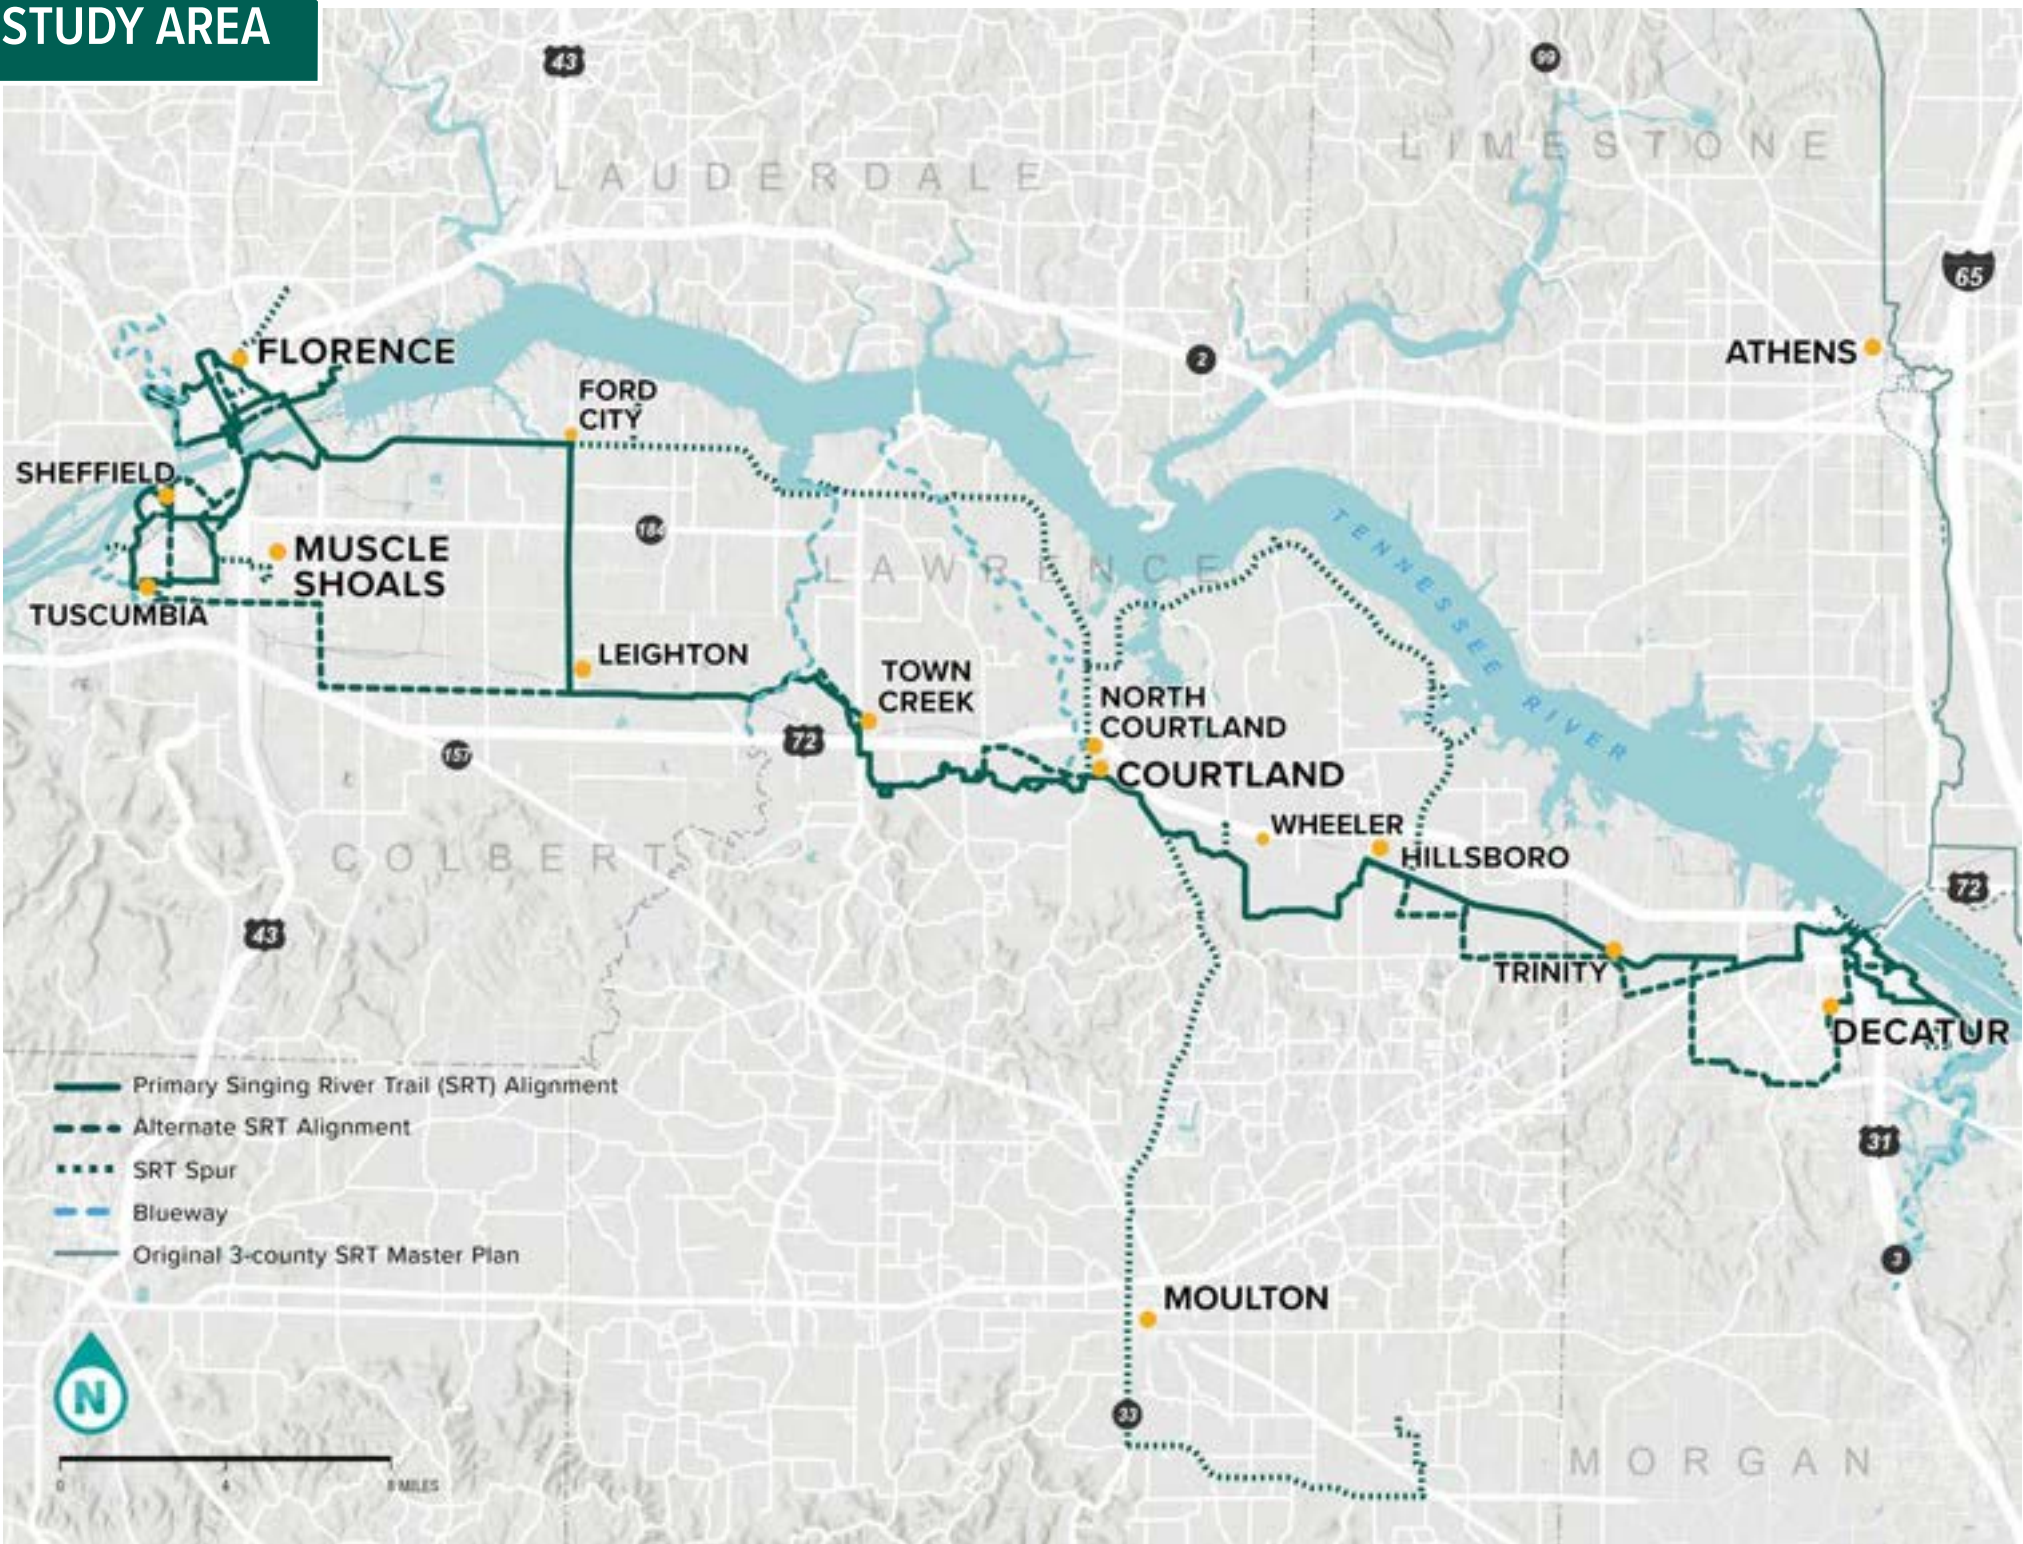 STUDY AREA
43
99
LAUDERDALE
LIMESTONE
65
FLORENCE
2
ATHENS
FORD
CITY
SHEFFIELD
184
TENNESSEE RIVER
MUSCLE
SHOALS
LAWRENCE
TUSCUMBIA
LEIGHTON
TOWN
CREEK
NORTH
COURTLAND
72
157
COURTLAND
WHEELER
HILLSBORO
COLBERT
72
43
TRINITY
DECATUR
Primary Singing River Trail (SRT) Alignment
Alternate SRT Alignment
SRT Spur
Blueway
Original 3-county SRT Master Plan
31
3
MOULTON
N
33
MORGAN
0 4 8 MILES